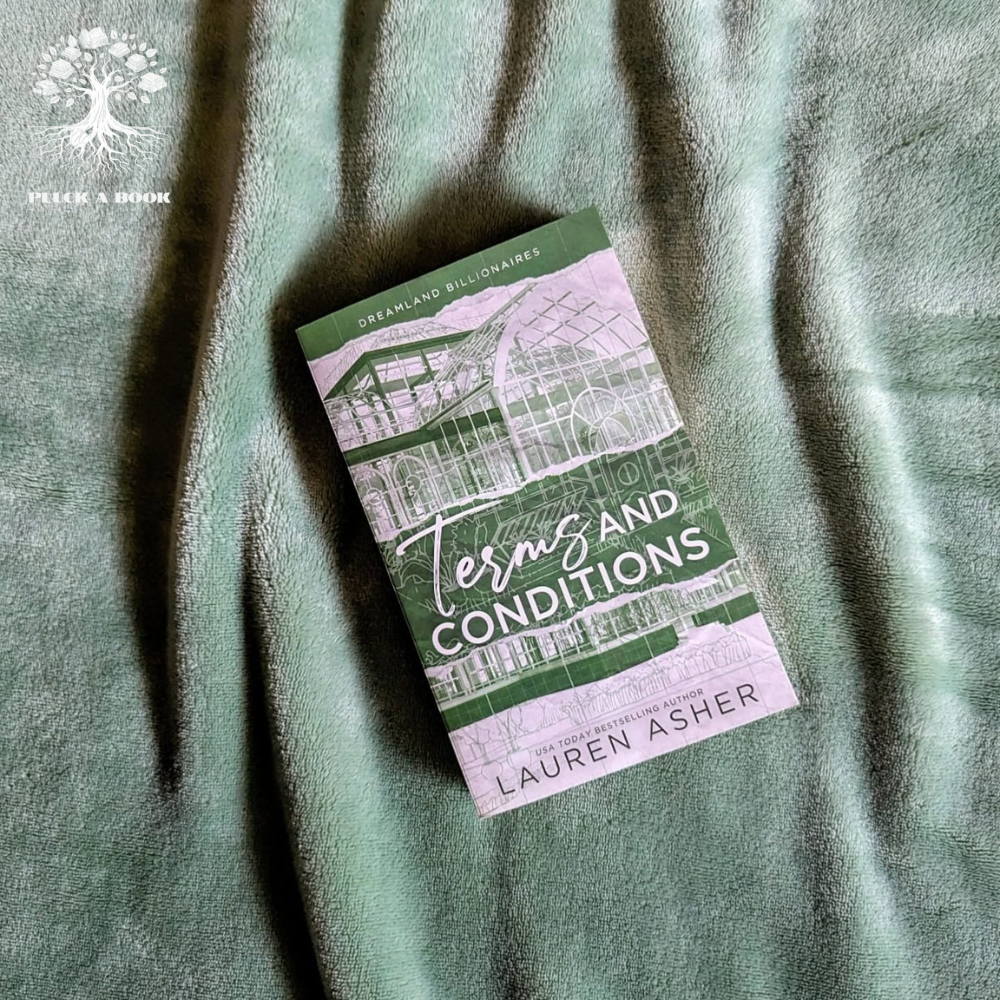 PLUCK A BOOK
DREAMLAND BILLIONAIRES
Terms AND
CONDITIONS
USA TODAY BESTSELLING AUTHOR
LAUREN ASHER